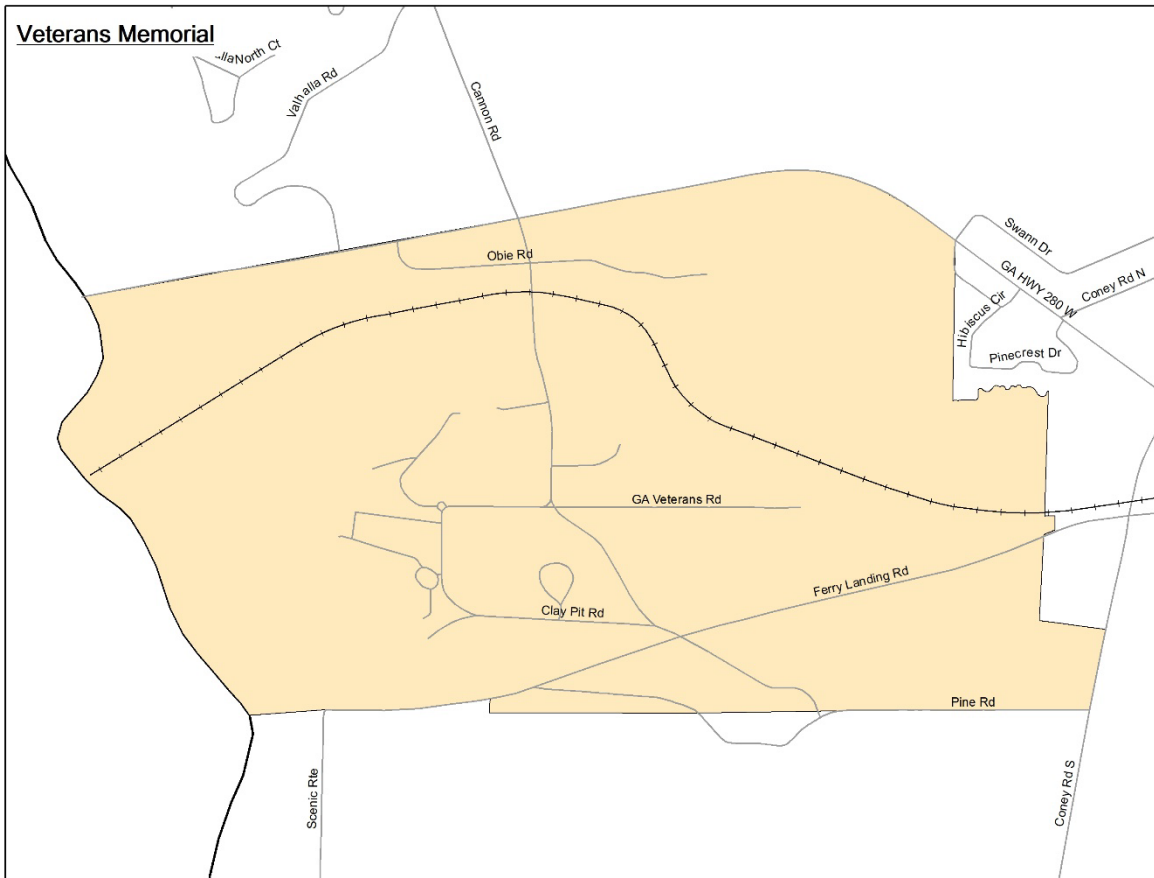 Veterans Memorial
North Ct
Valhalla Rd
Cannon Rd
Swann Dr
Obie Rd
GA HWY 280 W
Coney Rd N
Hibiscus Cir
Pinecrest Dr
GA Veterans Rd
Ferry Landing Rd
Clay Pit Rd
Pine Rd
Scenic Rte
Coney Rd S